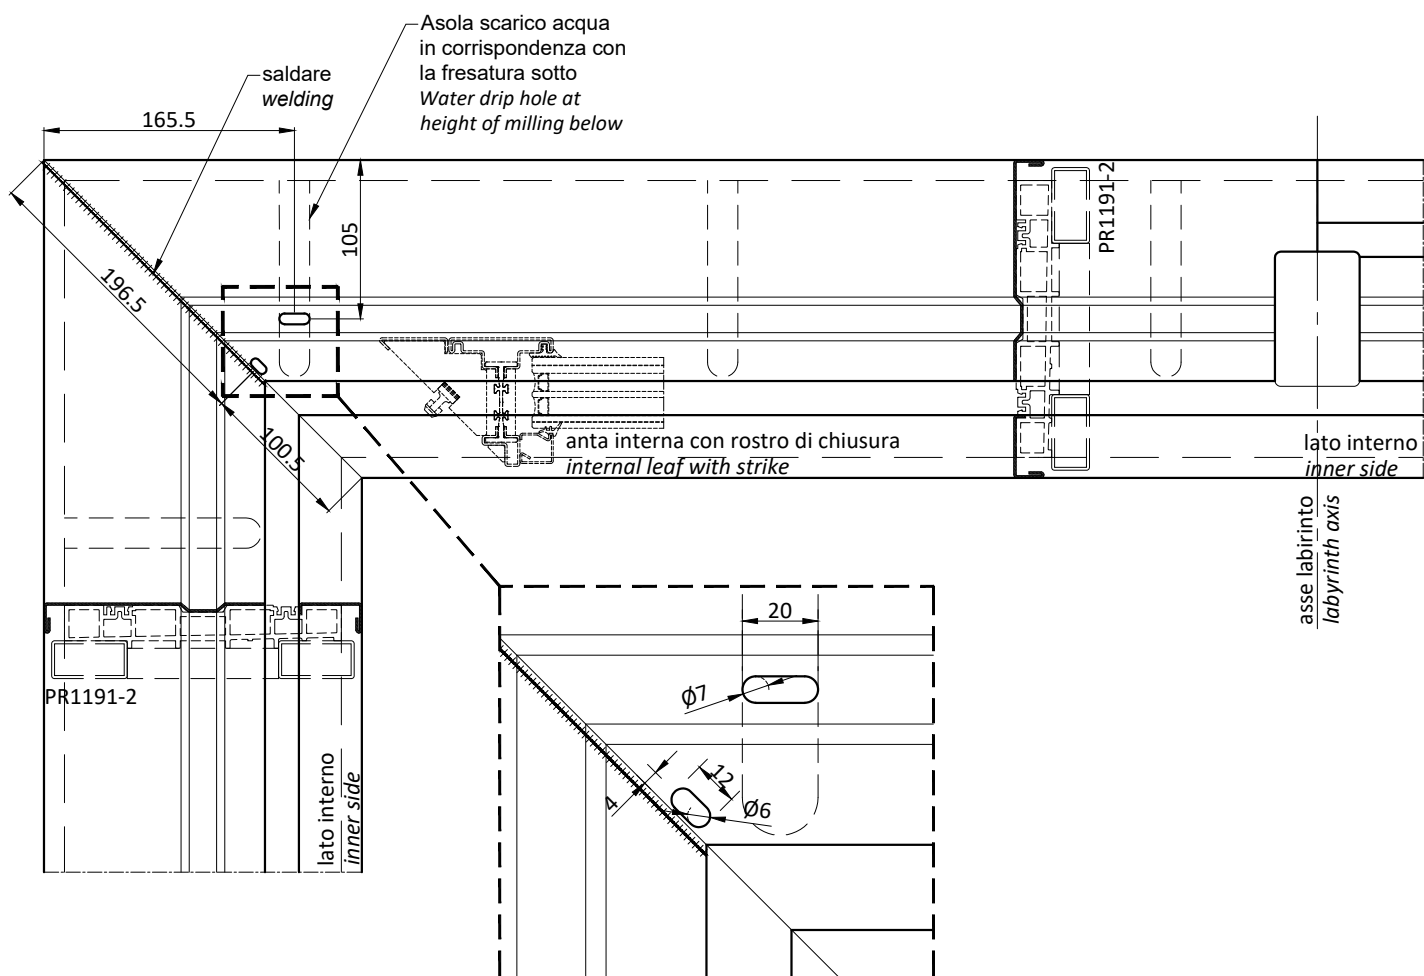 Asola scarico acqua
in corrispondenza con
la fresatura sotto
Water drip hole at
height of milling below
saldare
welding
165.5
105
196.5
100.5
PR1191-2
anta interna con rostro di chiusura
internal leaf with strike
lato interno
inner side
asse labirinto
labyrinth axis
PR1191-2
lato interno
inner side
20
Ø7
12
4
Ø6